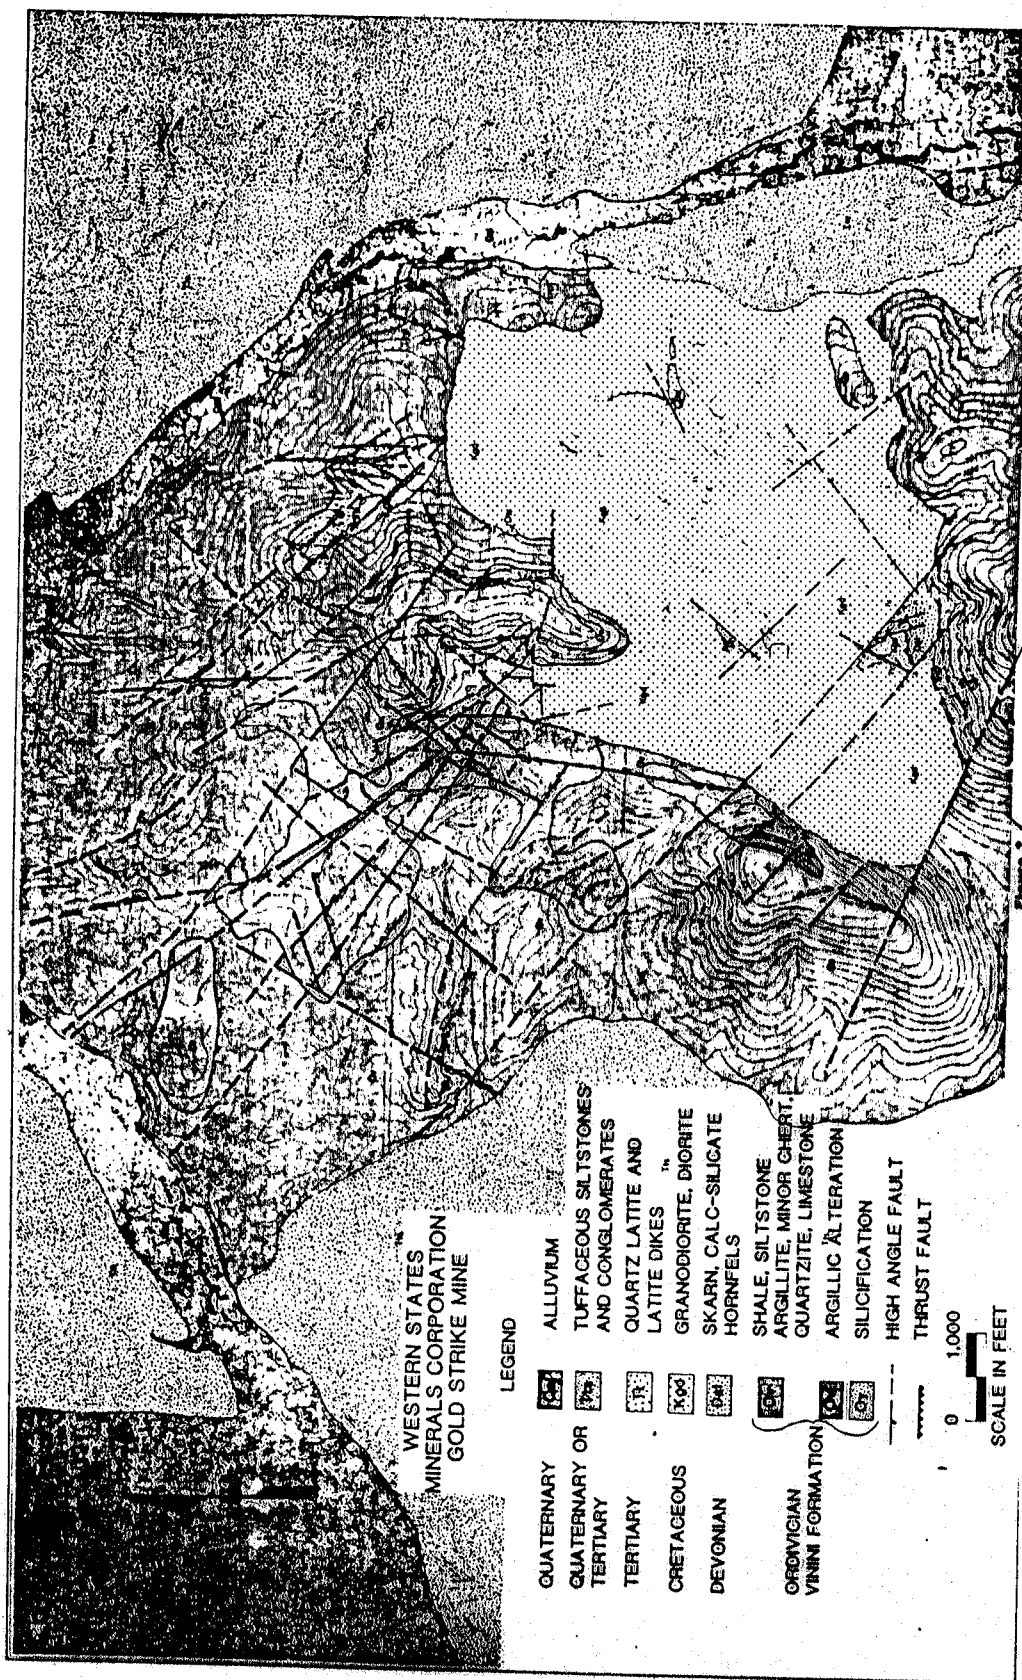 WESTERN STATES
MINERALS CORPORATION
GOLD STRIKE MINE
LEGEND
QUATERNARY ALLUVIUM
QUATERNARY OR TERTIARY TUFFACEOUS SILTSTONES AND CONGLOMERATES
TERTIARY QUARTZ LATITE AND LATITE DIKES
CRETACEOUS Kgd GRANODIORITE, DIORITE
DEVONIAN SKARN, CALC-SILICATE HORNFELS
ORDIVICIAN
VININI FORMATION
SHALE, SILTSTONE
ARGILLITE, MINOR CHERT,
QUARTZITE, LIMESTONE
ARGILLIC ALTERATION
SILICIFICATION
HIGH ANGLE FAULT
THRUST FAULT
0 1,000
SCALE IN FEET